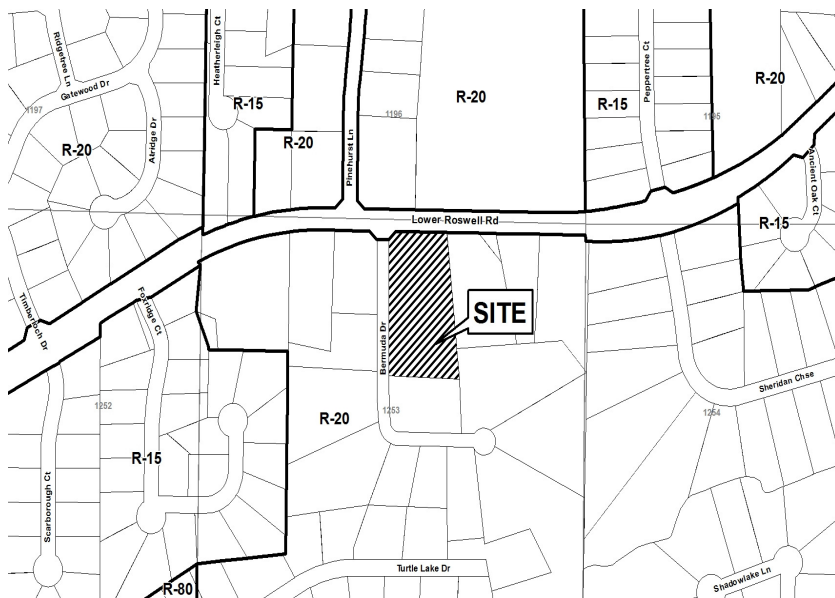 Ridgetree Ln
Gatewood Dr
1197
R-20
Atridge Dr
Heatherleigh Ct
R-15
R-20
Pinehurst Ln
1196
R-20
R-15
Peppertree Ct
1195
R-20
Ancient Oak Ct
R-15
Lower Roswell Rd
SITE
Bermuda Dr
Timberloch Dr
Foxridge Ct
1252
R-15
Scarborough Ct
R-20
1253
1254
Sheridan Chse
Turtle Lake Dr
Shadowlake Ln
R-80